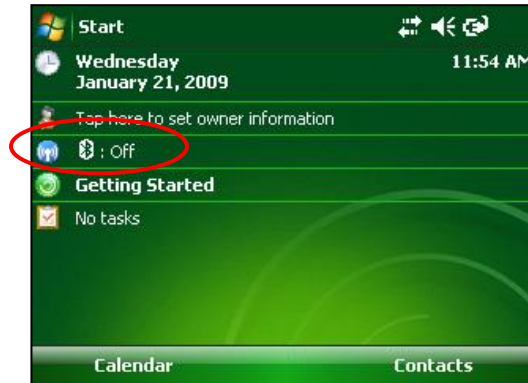 Start
Wednesday
January 21, 2009
11:54 AM
Tap here to set owner information
: Off
Getting Started
No tasks
Calendar
Contacts